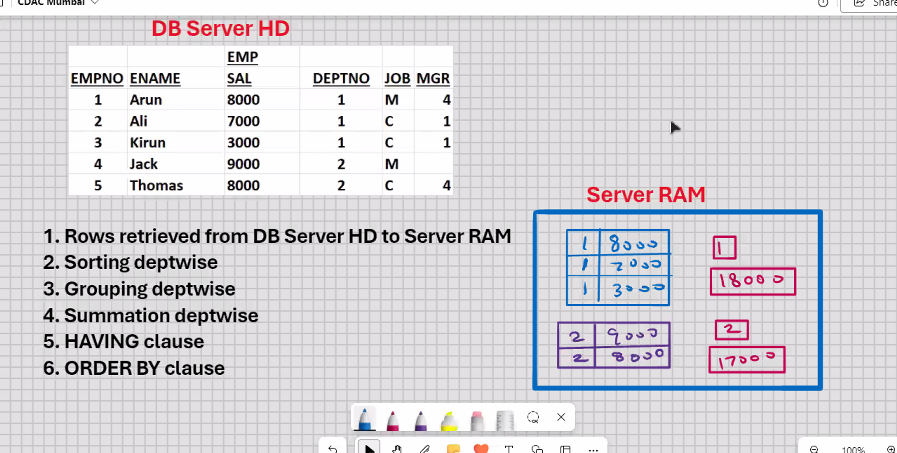 CDAC Mumbai
Share
DB Server HD
EMP
EMPNO ENAME SAL DEPTNO JOB MGR
1 Arun 8000 1 M 4
2 Ali 7000 1 C 1
3 Kirun 3000 1 C 1
4 Jack 9000 2 M
5 Thomas 8000 2 C 4
Server RAM
1. Rows retrieved from DB Server HD to Server RAM
2. Sorting deptwise
3. Grouping deptwise
4. Summation deptwise
5. HAVING clause
6. ORDER BY clause
1 8000
1 7000
1 3000
1
18000
2 9000
2 8000
2
17000
100%